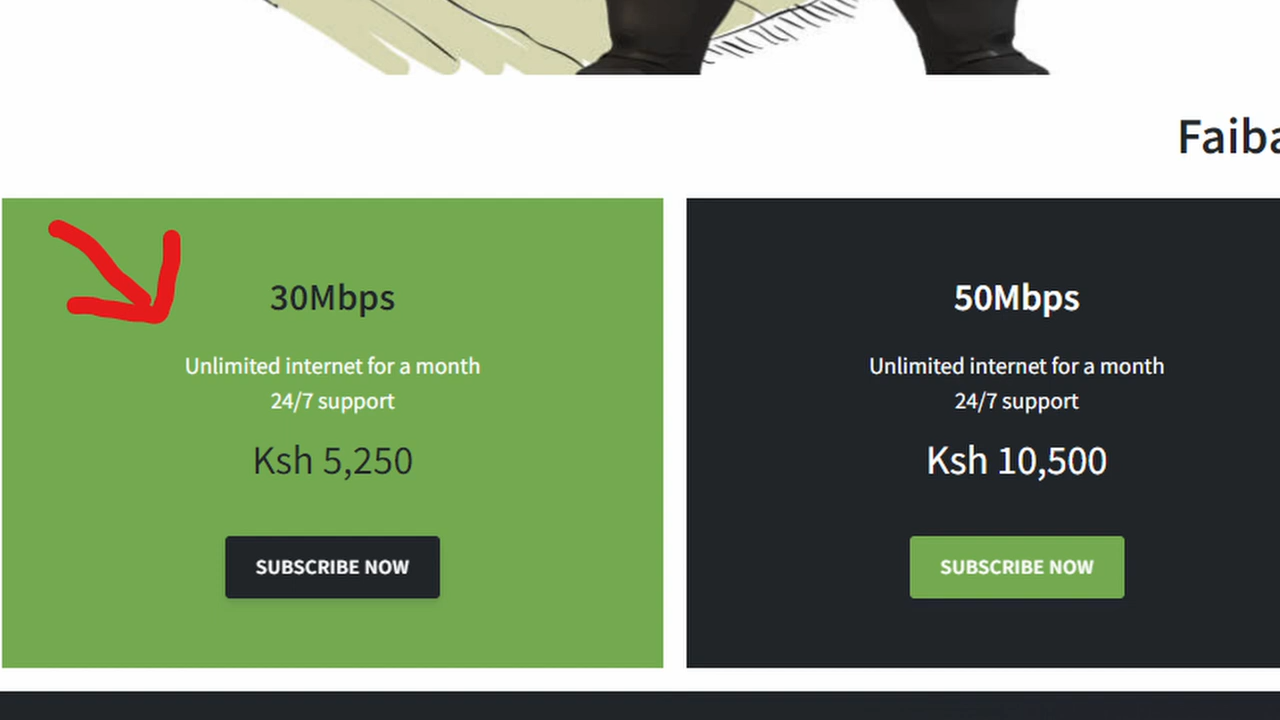 Faiba
30Mbps
Unlimited internet for a month
24/7 support
Ksh 5,250
SUBSCRIBE NOW
50Mbps
Unlimited internet for a month
24/7 support
Ksh 10,500
SUBSCRIBE NOW